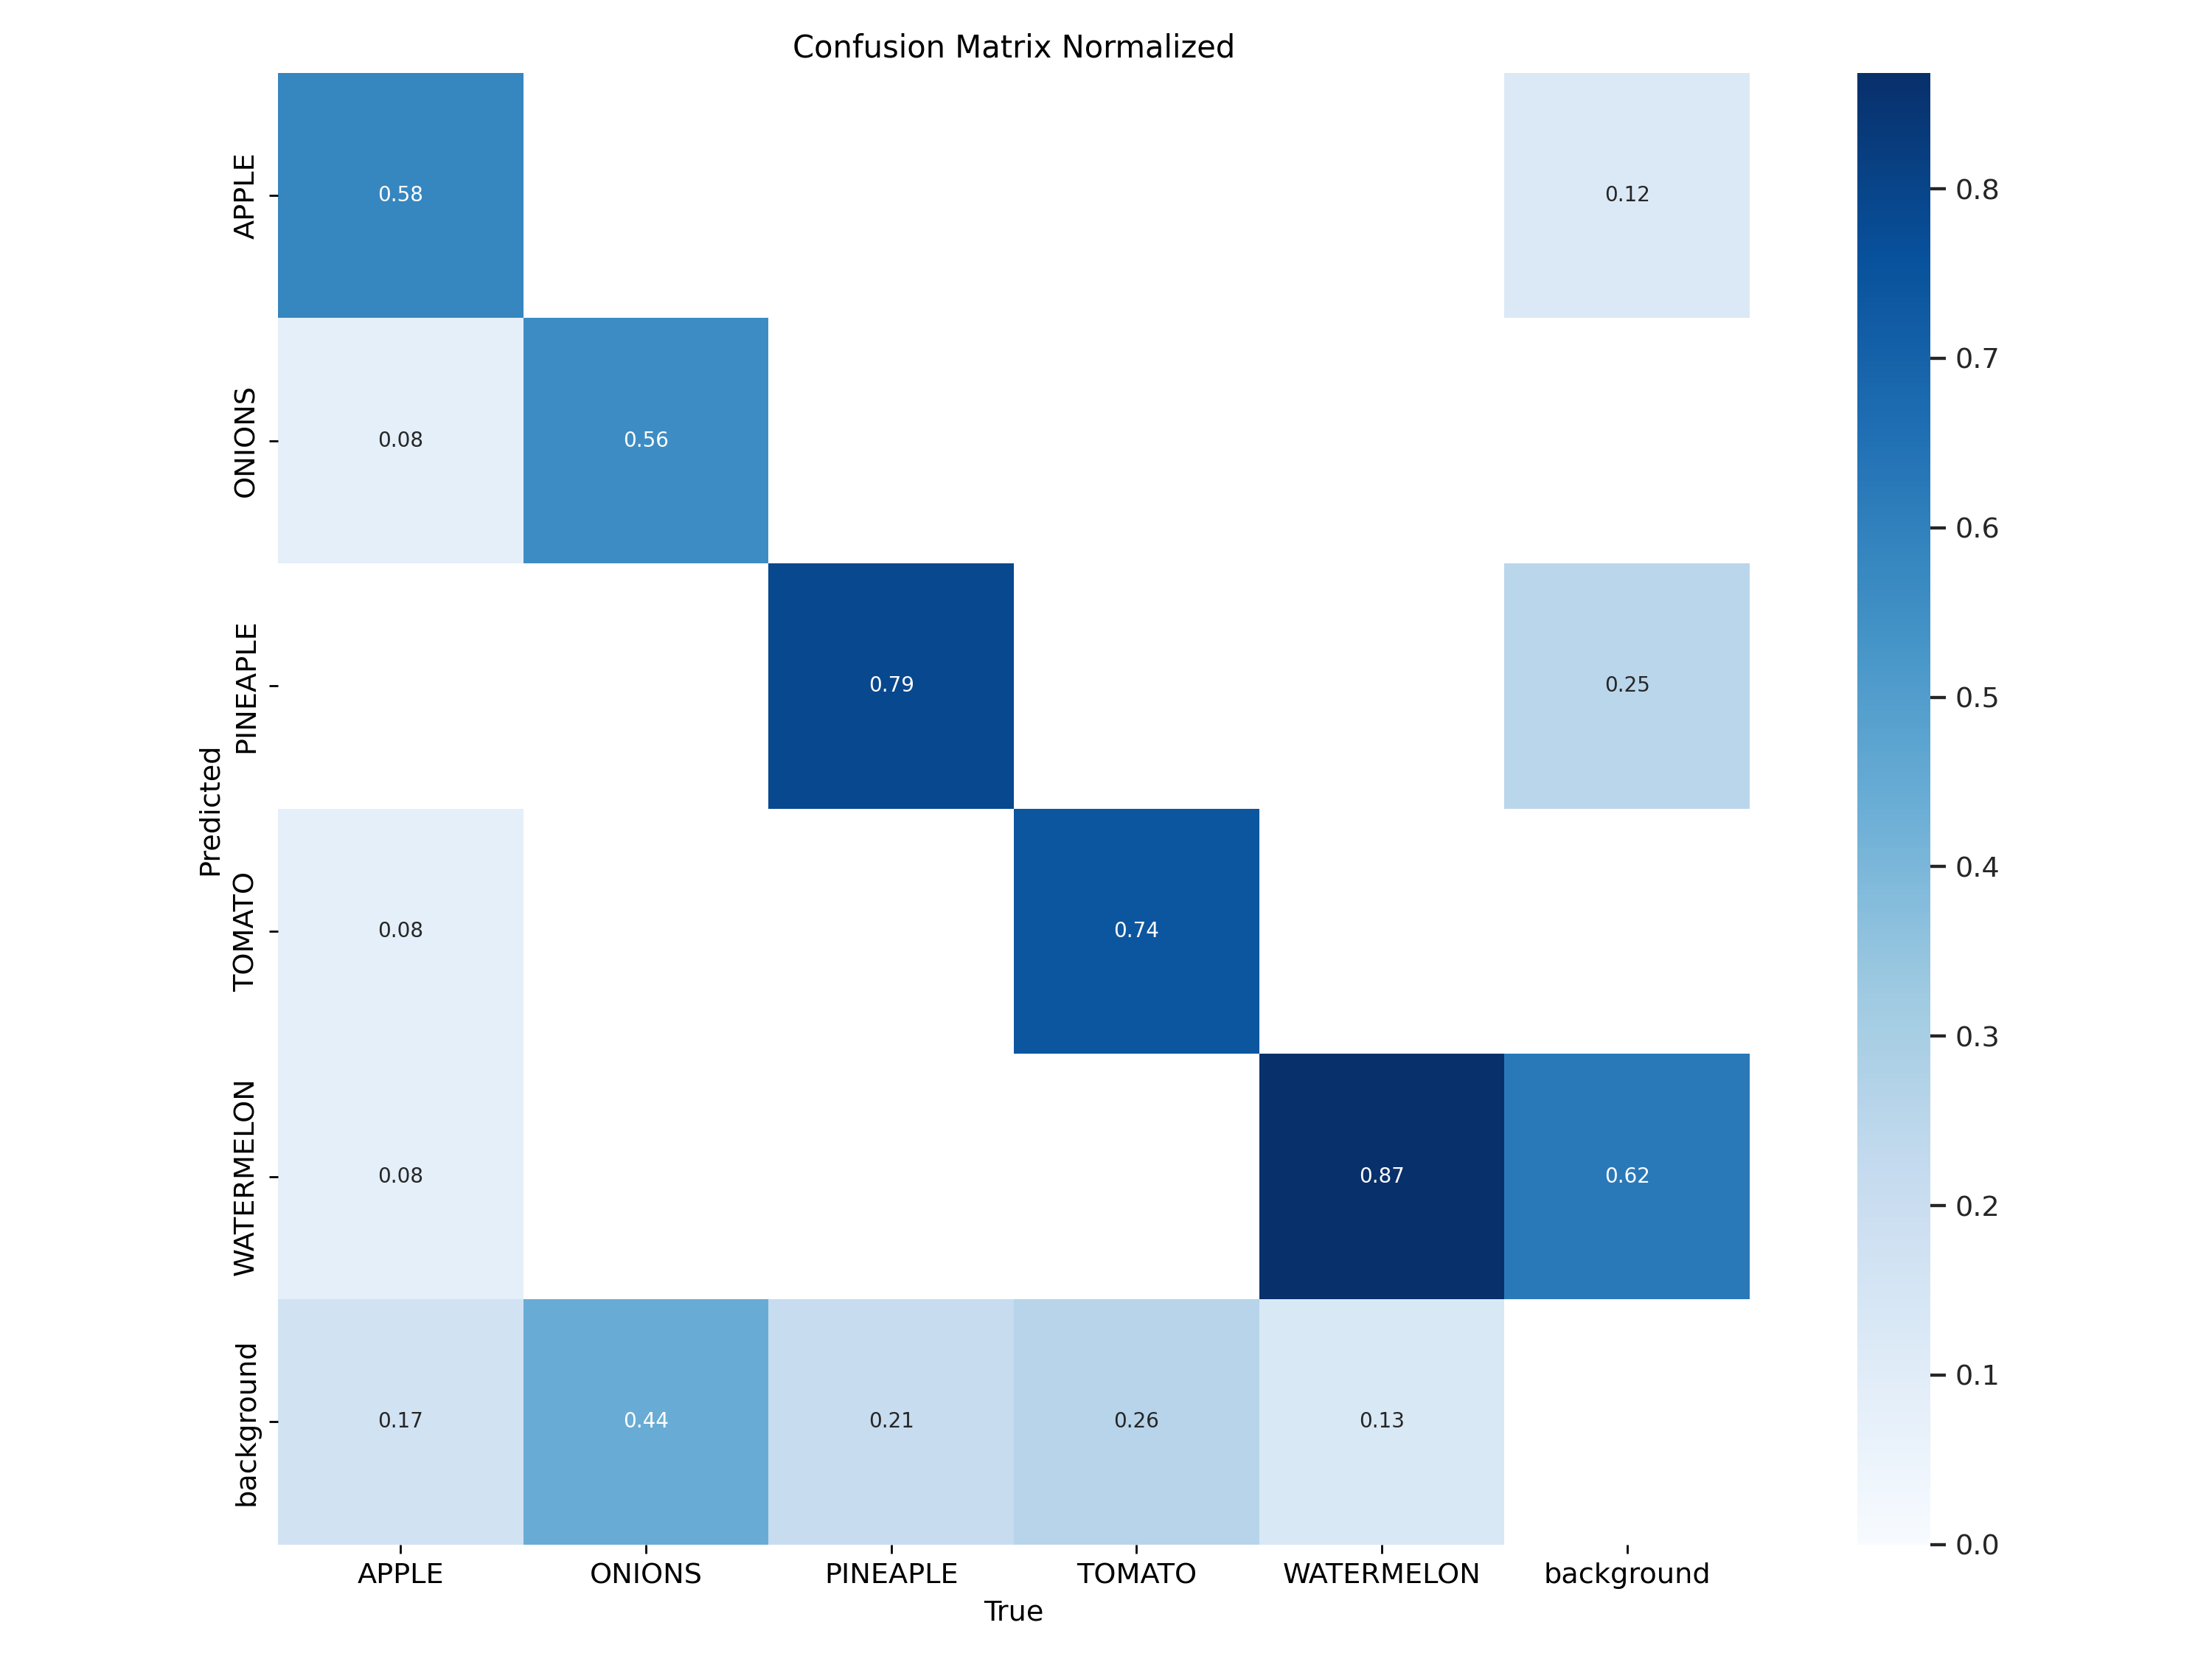 Confusion Matrix Normalized
Predicted
APPLE
0.58
0.12
ONIONS
0.08
0.56
PINEAPLE
0.79
0.25
TOMATO
0.08
0.74
WATERMELON
0.08
0.87
0.62
background
0.17
0.44
0.21
0.26
0.13
APPLE
ONIONS
PINEAPLE
TOMATO
WATERMELON
background
True
0.8
0.7
0.6
0.5
0.4
0.3
0.2
0.1
0.0